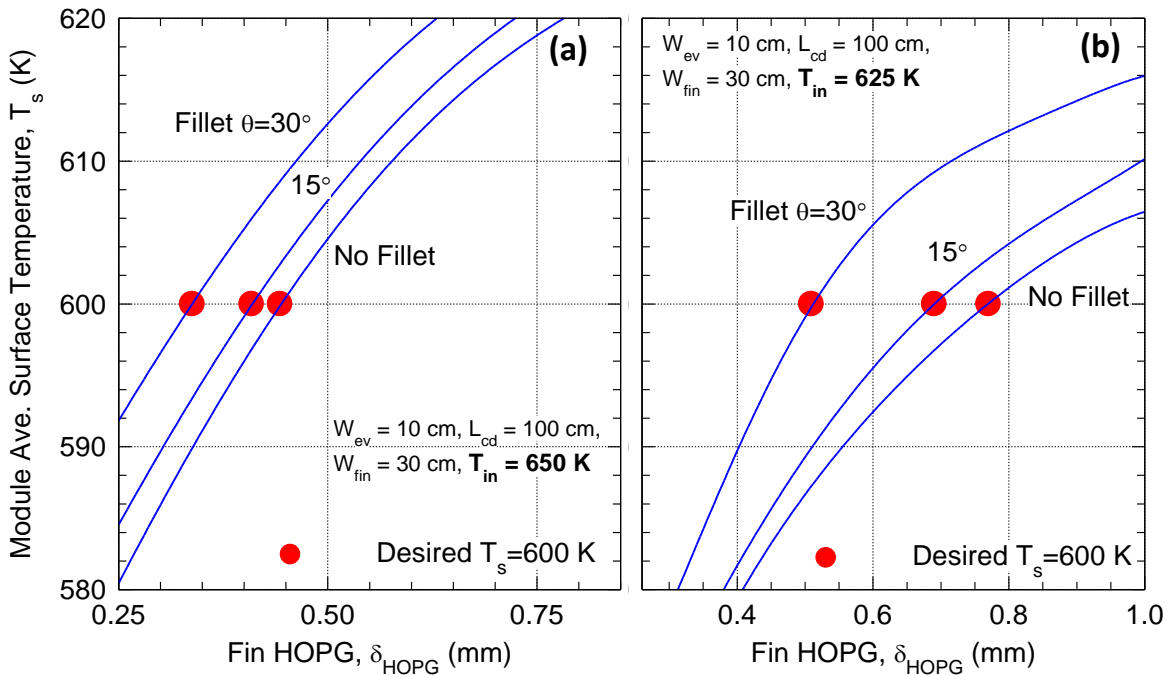 Module Ave. Surface Temperature, T_s (K)
620
610
600
590
580
(a)
Fillet θ=30°
15°
No Fillet
W_ev = 10 cm, L_cd = 100 cm,
W_fin = 30 cm, T_in = 650 K
Desired T_s=600 K
0.25
0.50
0.75
Fin HOPG, δ_HOPG (mm)
W_ev = 10 cm, L_cd = 100 cm,
W_fin = 30 cm, T_in = 625 K
(b)
Fillet θ=30°
15°
No Fillet
Desired T_s=600 K
0.4
0.6
0.8
1.0
Fin HOPG, δ_HOPG (mm)